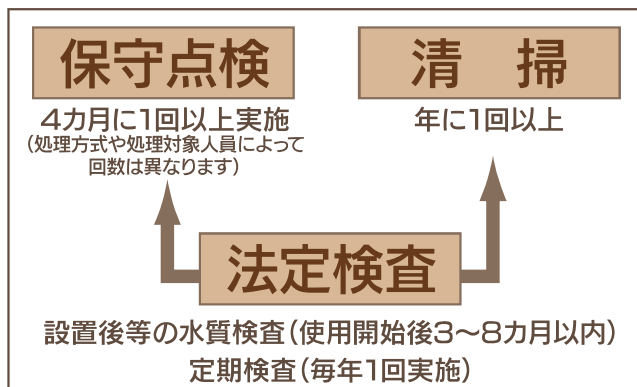 保守点検
4カ月に1回以上実施
(処理方式や処理対象人員によって
回数は異なります)
清　掃
年に1回以上
法定検査
設置後等の水質検査(使用開始後3〜8カ月以内)
定期検査(毎年1回実施)